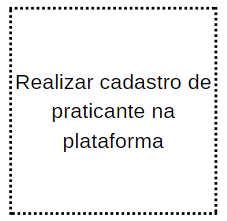 Realizar cadastro de
praticante na
plataforma